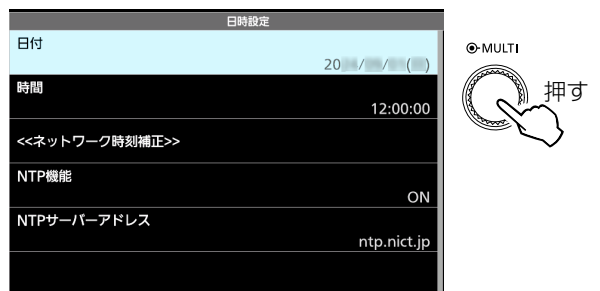 日時設定
日付
20 / / ( )
時間
12:00:00
<<ネットワーク時刻補正>>
NTP機能
ON
NTPサーバーアドレス
ntp.nict.jp
MULTI
押す